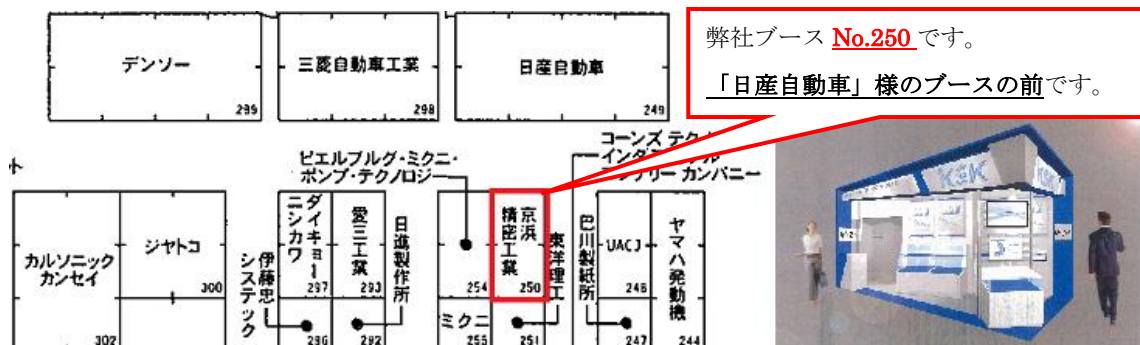 弊社ブース No.250 です。
「日産自動車」様のブースの前です。
デンソー
299
三菱自動車工業
298
日産自動車
249
ピエルブルグ・ミクニ・
ポンプ・テクノロジー
コーンズ テク
カンパニー
カルソニック
カンセイ
302
ジヤトコ
300
伊藤忠
システック
ダイキョー
ニシカワ
297
296
愛三工業
293
292
日進製作所
254
ミクニ
255
京浜
精密工業
250
251
東洋理工
巴川製紙所
UACJ
248
247
ヤマハ発動機
244
K&K